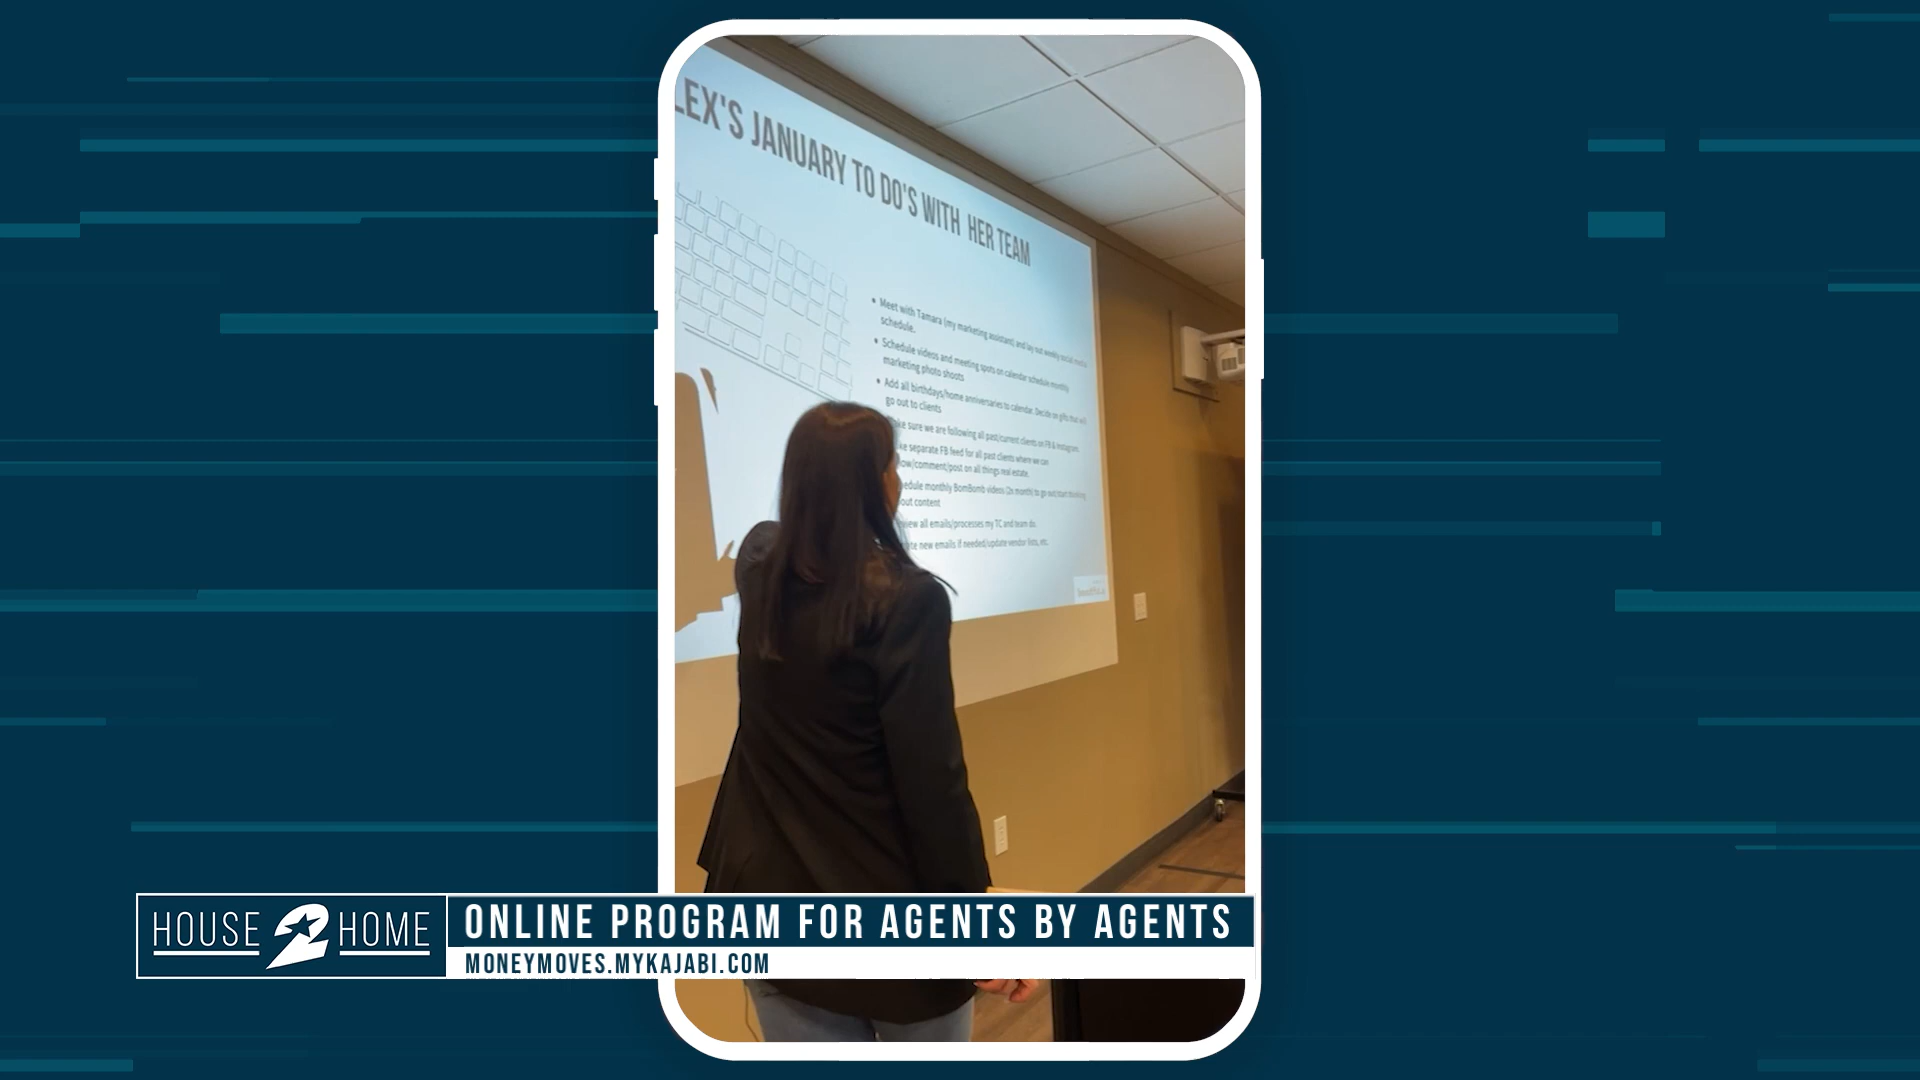 LEX'S JANUARY TO DO'S WITH HER TEAM
• Meet with Tamara (my marketing assistant) and lay out weekly social media
schedule.
• Schedule videos and meeting spots on calendar schedule monthly
marketing photo shoots
• Add all birthdays/home anniversaries to calendar. Decide on gifts that will
go out to clients
ke sure we are following all past/current clients on FB & Instagram.
ke separate FB feed for all past clients where we can
low/comment/post on all things real estate.
edule monthly BomBomb videos (2x month) to go out/start thinking
out content
view all emails/processes my TC and team do.
te new emails if needed/update vendor lists, etc.
HOUSE 2 HOME
ONLINE PROGRAM FOR AGENTS BY AGENTS
MONEYMOVES.MYKAJABI.COM